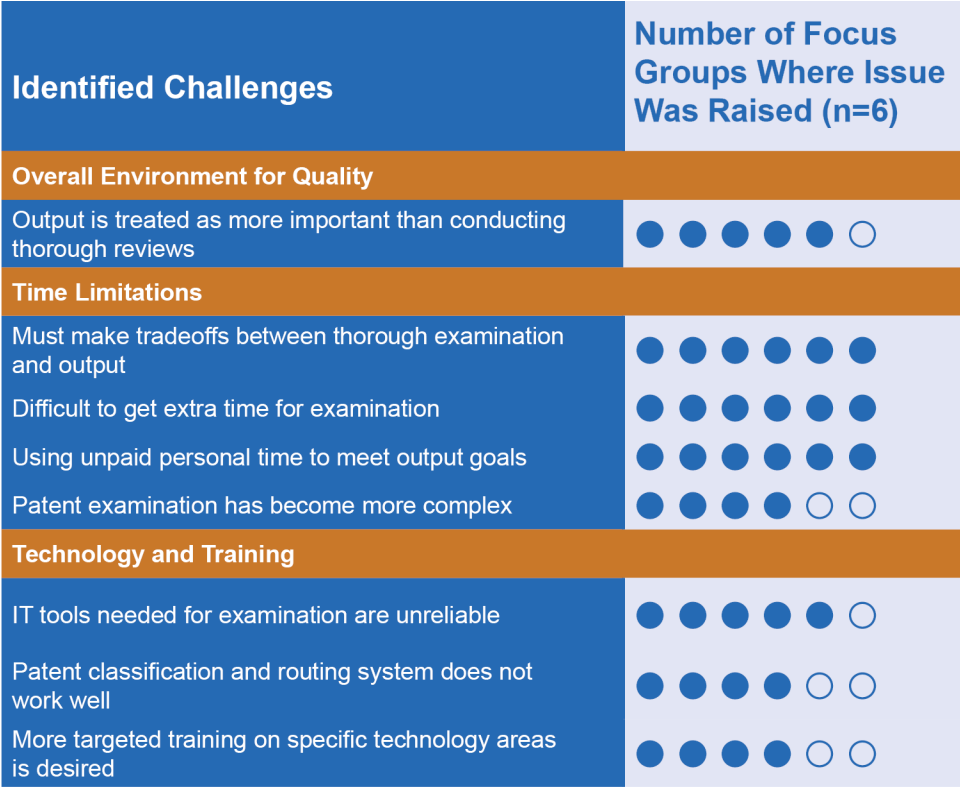 Identified Challenges
Number of Focus
Groups Where Issue
Was Raised (n=6)
Overall Environment for Quality
Output is treated as more important than conducting
thorough reviews
Time Limitations
Must make tradeoffs between thorough examination
and output
Difficult to get extra time for examination
Using unpaid personal time to meet output goals
Patent examination has become more complex
Technology and Training
IT tools needed for examination are unreliable
Patent classification and routing system does not
work well
More targeted training on specific technology areas
is desired